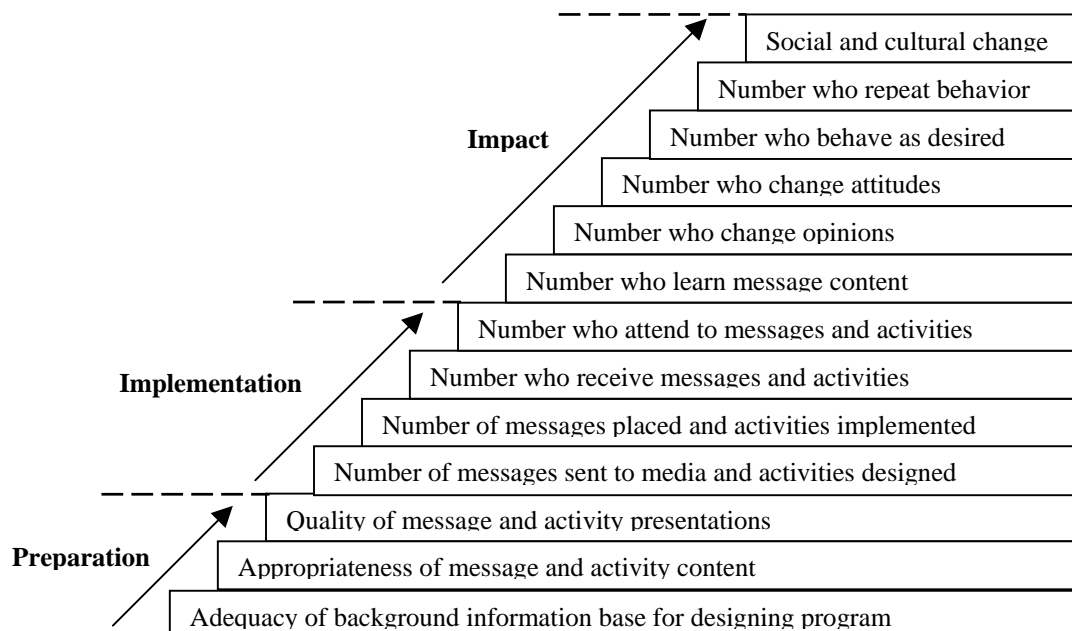 Social and cultural change
Number who repeat behavior
Impact
Number who behave as desired
Number who change attitudes
Number who change opinions
Number who learn message content
Number who attend to messages and activities
Implementation
Number who receive messages and activities
Number of messages placed and activities implemented
Number of messages sent to media and activities designed
Quality of message and activity presentations
Preparation
Appropriateness of message and activity content
Adequacy of background information base for designing program